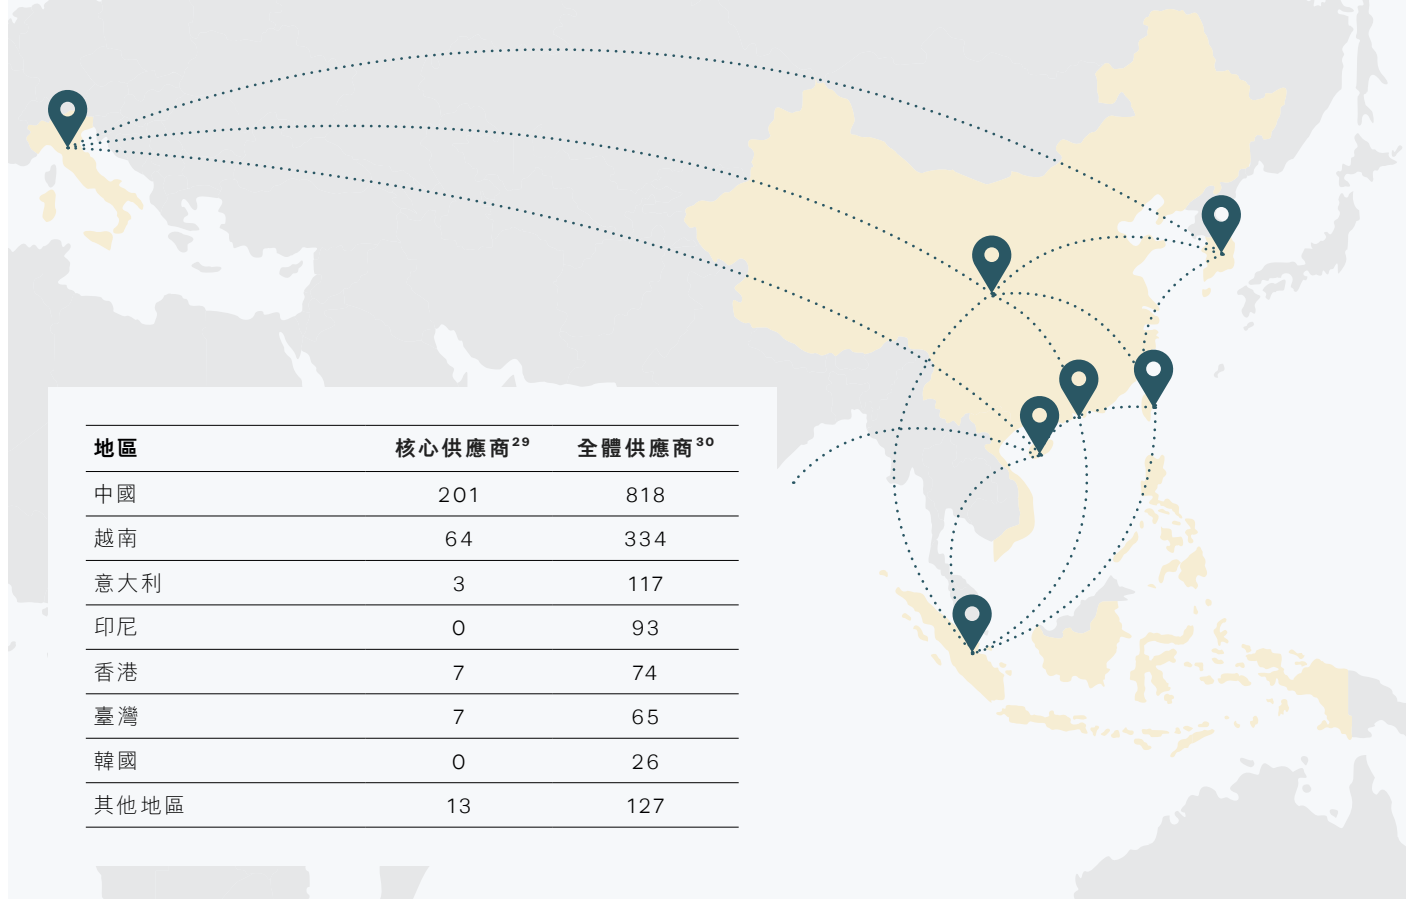 地區 核心供應商²⁹ 全體供應商³⁰
中國 201 818
越南 64 334
意大利 3 117
印尼 0 93
香港 7 74
臺灣 7 65
韓國 0 26
其他地區 13 127